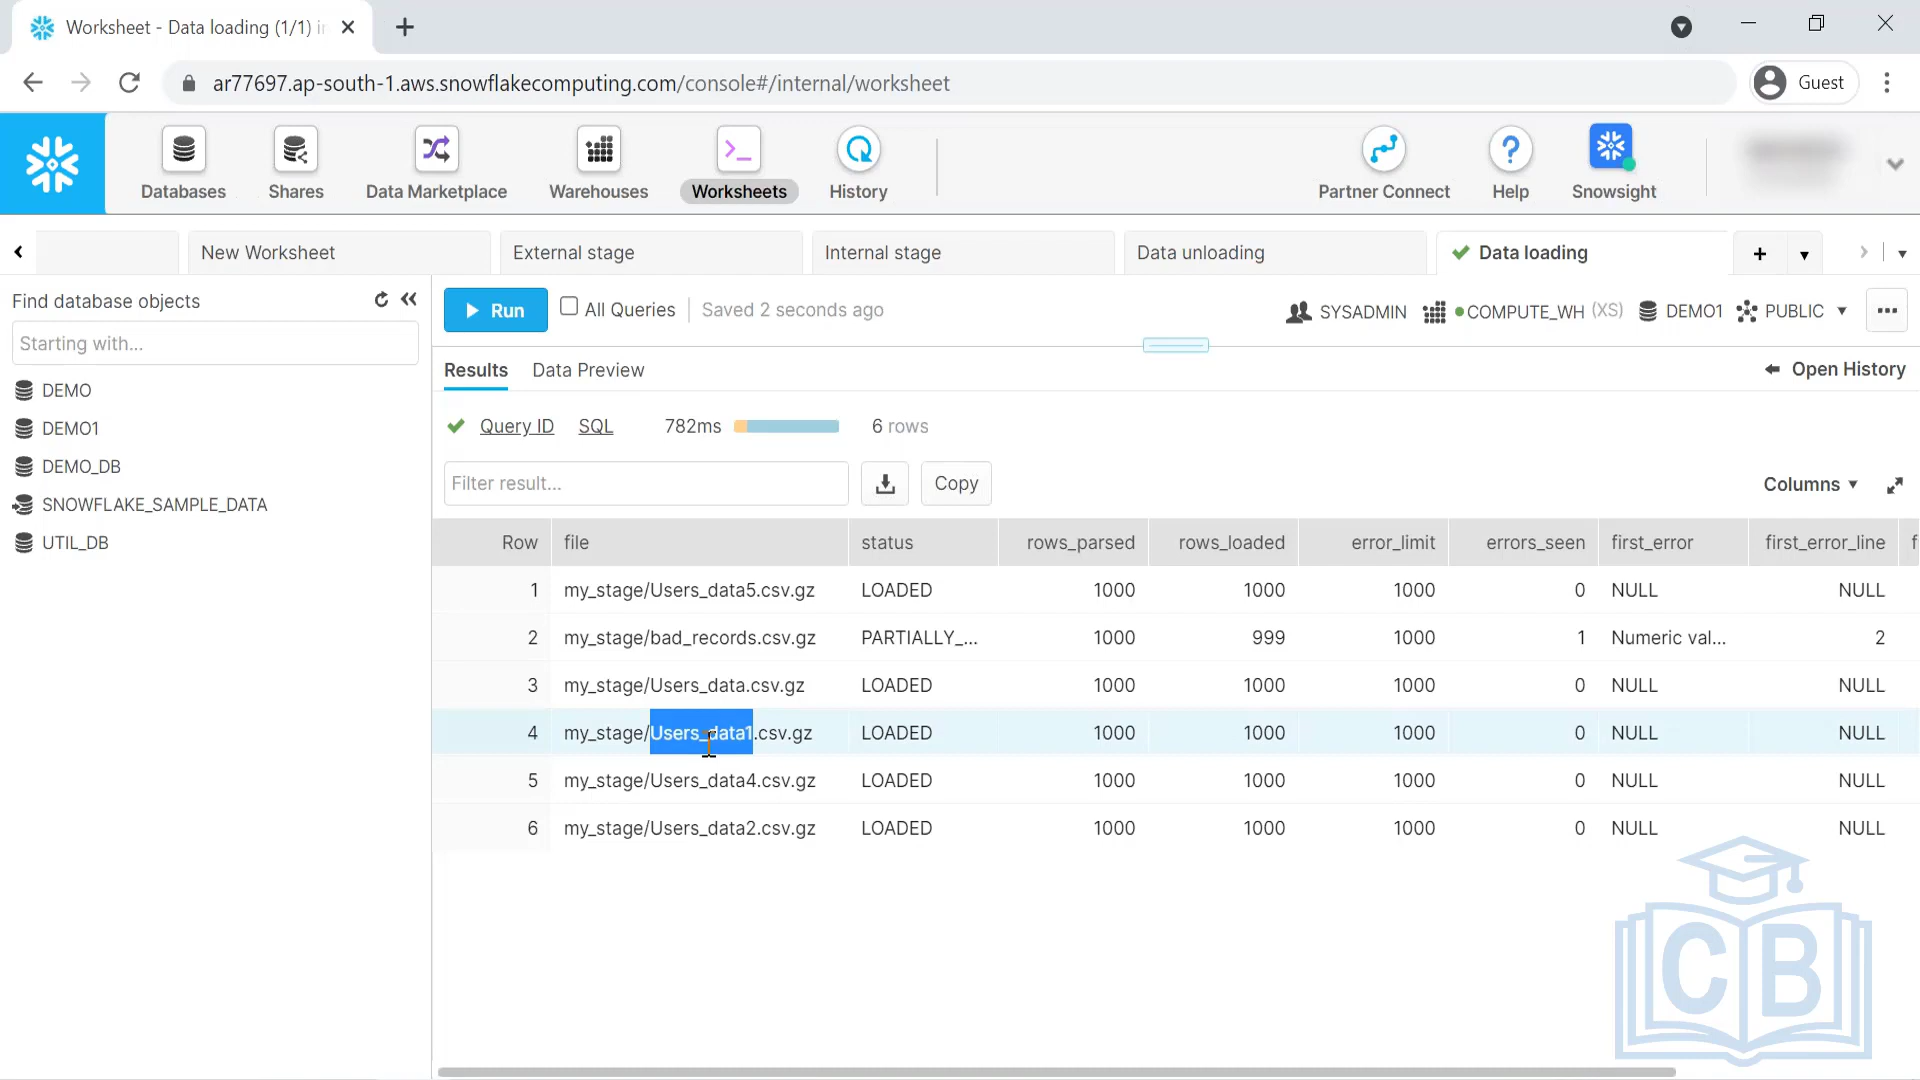 Worksheet - Data loading (1/1) i
ar77697.ap-south-1.aws.snowflakecomputing.com/console#/internal/worksheet
Guest
Databases
Shares
Data Marketplace
Warehouses
Worksheets
History
Partner Connect
Help
Snowsight
New Worksheet
External stage
Internal stage
Data unloading
Data loading
Find database objects
Starting with...
DEMO
DEMO1
DEMO_DB
SNOWFLAKE_SAMPLE_DATA
UTIL_DB
Run All Queries Saved 2 seconds ago SYSADMIN COMPUTE_WH (XS) DEMO1 PUBLIC
Results Data Preview Open History
Query ID SQL 782ms 6 rows
Filter result... Copy Columns
Row file status rows_parsed rows_loaded error_limit errors_seen first_error first_error_line f
1 my_stage/Users_data5.csv.gz LOADED 1000 1000 1000 0 NULL NULL
2 my_stage/bad_records.csv.gz PARTIALLY_... 1000 999 1000 1 Numeric val... 2
3 my_stage/Users_data.csv.gz LOADED 1000 1000 1000 0 NULL NULL
4 my_stage/Users_data1.csv.gz LOADED 1000 1000 1000 0 NULL NULL
5 my_stage/Users_data4.csv.gz LOADED 1000 1000 1000 0 NULL NULL
6 my_stage/Users_data2.csv.gz LOADED 1000 1000 1000 0 NULL NULL
CB